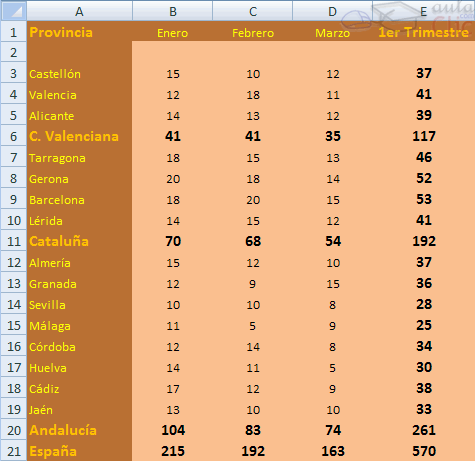 A B C D E
1 Provincia Enero Febrero Marzo 1er Trimestre
2
3 Castellón 15 10 12 37
4 Valencia 12 18 11 41
5 Alicante 14 13 12 39
6 C. Valenciana 41 41 35 117
7 Tarragona 18 15 13 46
8 Gerona 20 18 14 52
9 Barcelona 18 20 15 53
10 Lérida 14 15 12 41
11 Cataluña 70 68 54 192
12 Almería 15 12 10 37
13 Granada 12 9 15 36
14 Sevilla 10 10 8 28
15 Málaga 11 5 9 25
16 Córdoba 12 14 8 34
17 Huelva 14 11 5 30
18 Cádiz 17 12 9 38
19 Jaén 13 10 10 33
20 Andalucía 104 83 74 261
21 España 215 192 163 570
aula
Clic